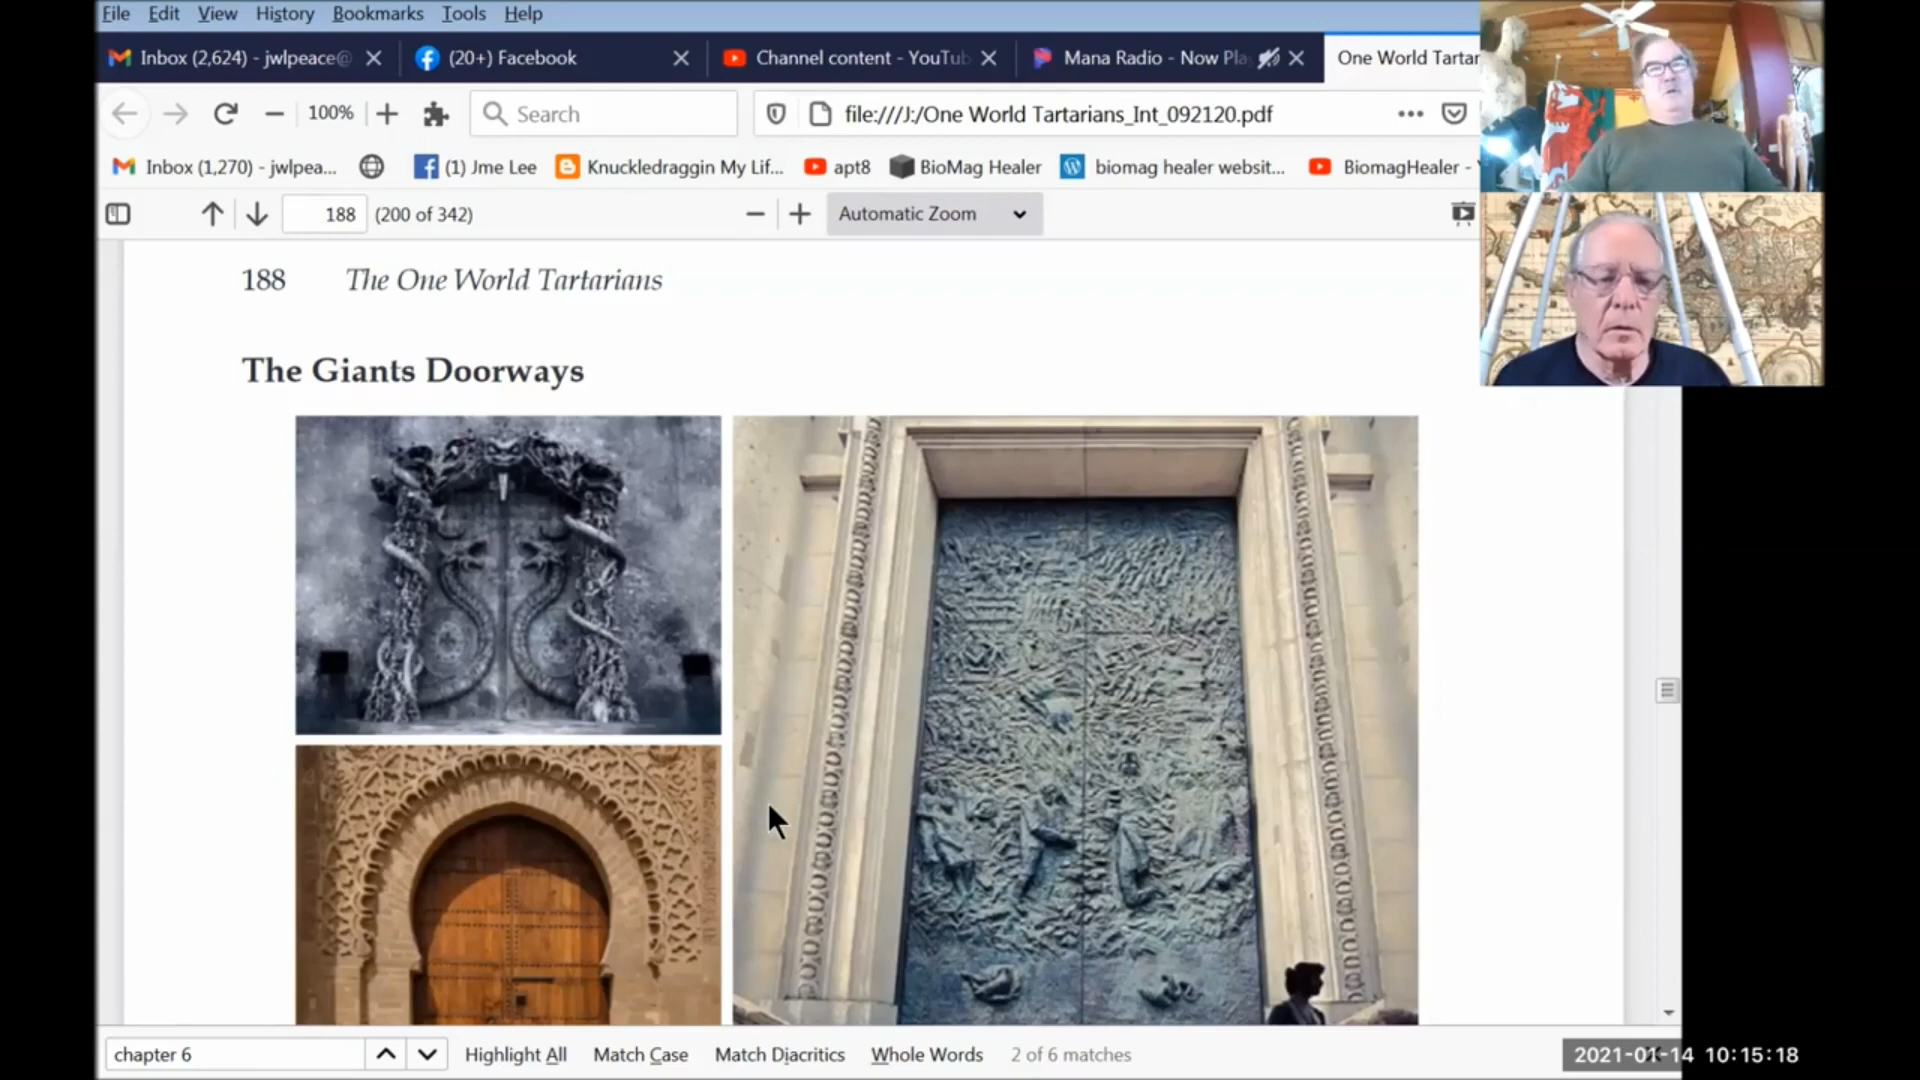 File Edit View History Bookmarks Tools Help
Inbox (2,624) - jwlpeace@
(20+) Facebook
Channel content - YouTub
Mana Radio - Now Pla
One World Tartar
100%
Search
file:///J:/One World Tartarians_Int_092120.pdf
Inbox (1,270) - jwlpea...
(1) Jme Lee
Knuckledraggin My Lif...
apt8
BioMag Healer
biomag healer websit...
BiomagHealer -
188 (200 of 342)
Automatic Zoom
188 The One World Tartarians
The Giants Doorways
chapter 6
Highlight All
Match Case
Match Diacritics
Whole Words
2 of 6 matches
2021-01-14 10:15:18